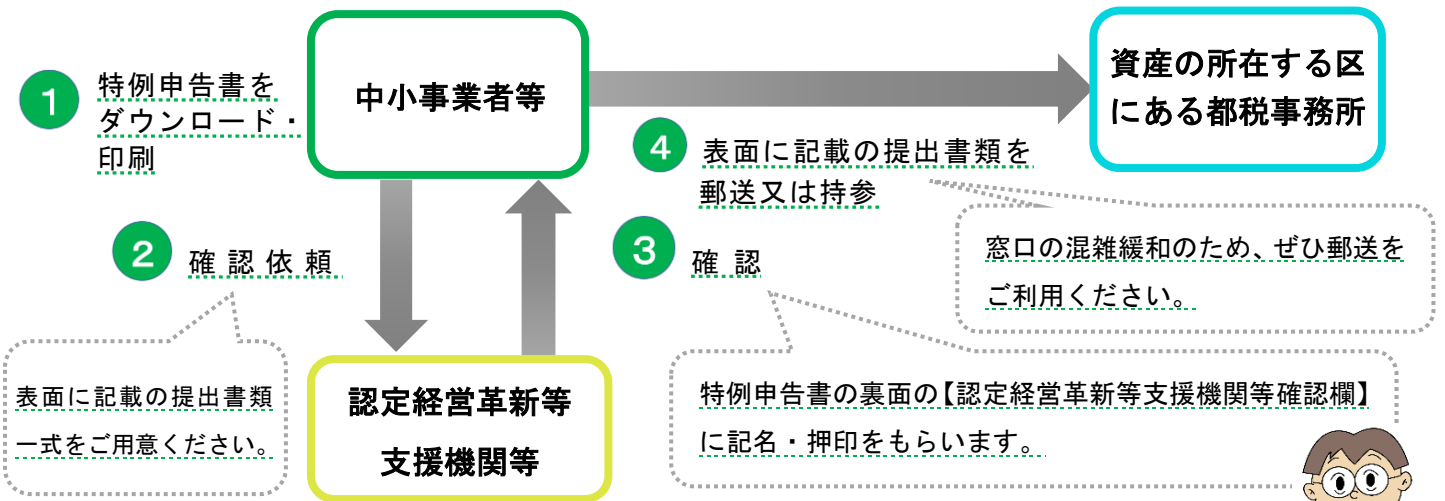 1
特例申告書を
ダウンロード・
印刷
中小事業者等
資産の所在する区
にある都税事務所
4
表面に記載の提出書類を
郵送又は持参
窓口の混雑緩和のため、ぜひ郵送を
ご利用ください。
2
確認依頼
表面に記載の提出書類
一式をご用意ください。
3
確認
特例申告書の裏面の【認定経営革新等支援機関等確認欄】
に記名・押印をもらいます。
認定経営革新等
支援機関等